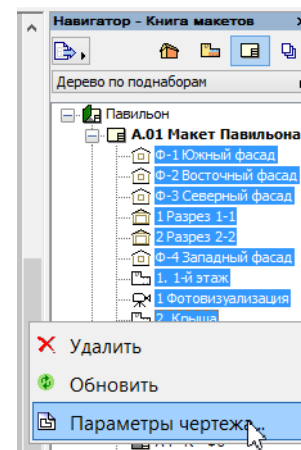 Навигатор - Книга макетов
Дерево по поднаборам
Павильон
А.01 Макет Павильона
Ф-1 Южный фасад
Ф-2 Восточный фасад
Ф-3 Северный фасад
1 Разрез 1-1
2 Разрез 2-2
Ф-4 Западный фасад
1. 1-й этаж
1 Фотовизуализация
2. Крыша
Удалить
Обновить
Параметры чертежа...